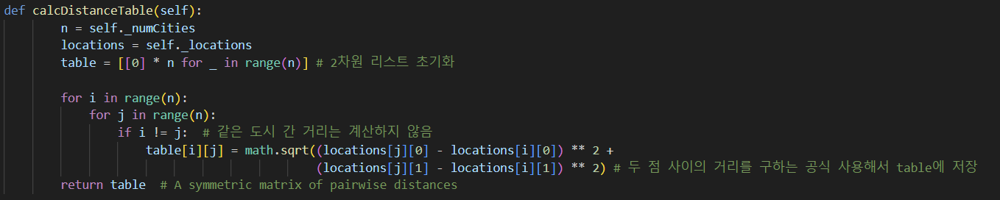 def calcDistanceTable(self):
        n = self._numCities
        locations = self._locations
        table = [[0] * n for _ in range(n)] # 2차원 리스트 초기화

        for i in range(n):
            for j in range(n):
                if i != j:  # 같은 도시 간 거리는 계산하지 않음
                    table[i][j] = math.sqrt((locations[j][0] - locations[i][0]) ** 2 +
                                            (locations[j][1] - locations[i][1]) ** 2) # 두 점 사이의 거리를 구하는 공식 사용해서 table에 저장
        return table  # A symmetric matrix of pairwise distances